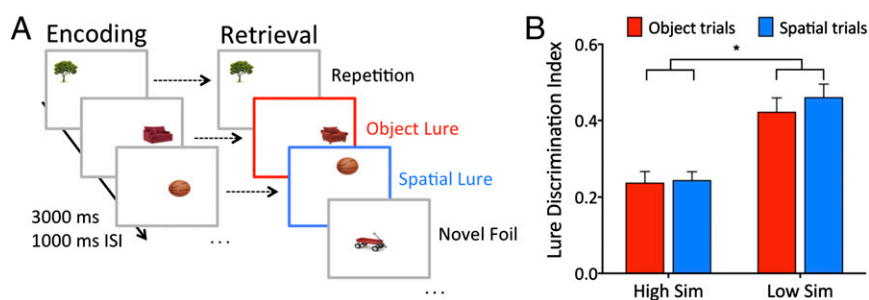 A
Encoding
Retrieval
Repetition
Object Lure
Spatial Lure
Novel Foil
3000 ms
1000 ms ISI
...
...
B
Object trials
Spatial trials
Lure Discrimination Index
0.6
0.4
0.2
0.0
*
High Sim
Low Sim